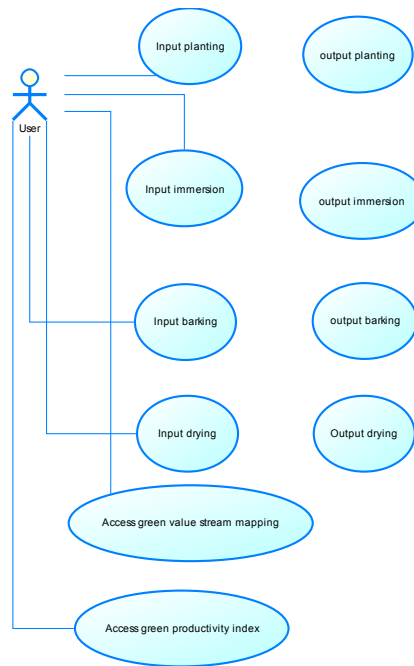 Input planting
output planting
User
Input immersion
output immersion
Input barking
output barking
Input drying
Output drying
Access green value stream mapping
Access green productivity index